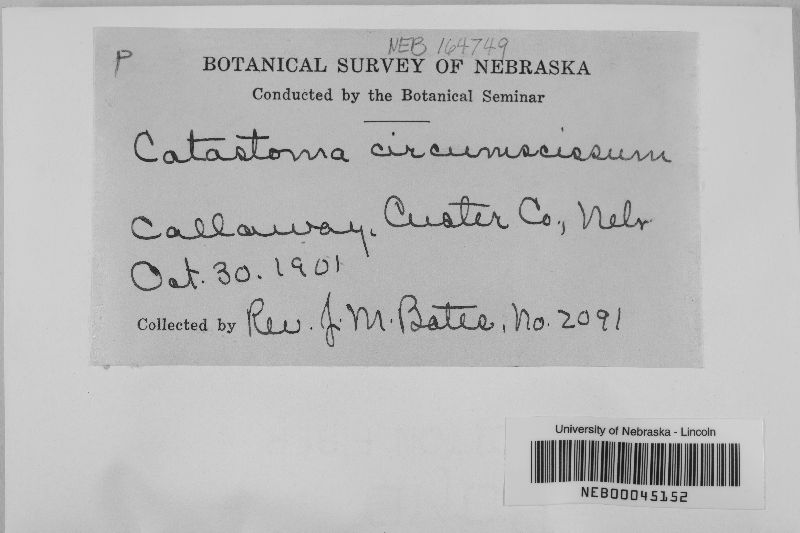 NEB 164749
P
BOTANICAL SURVEY OF NEBRASKA
Conducted by the Botanical Seminar
Catastoma circumscissum
Callaway, Custer Co., Nebr
Oct. 30. 1901
Collected by Rev. J. M. Bates, No. 2091
University of Nebraska - Lincoln
NEB00045152